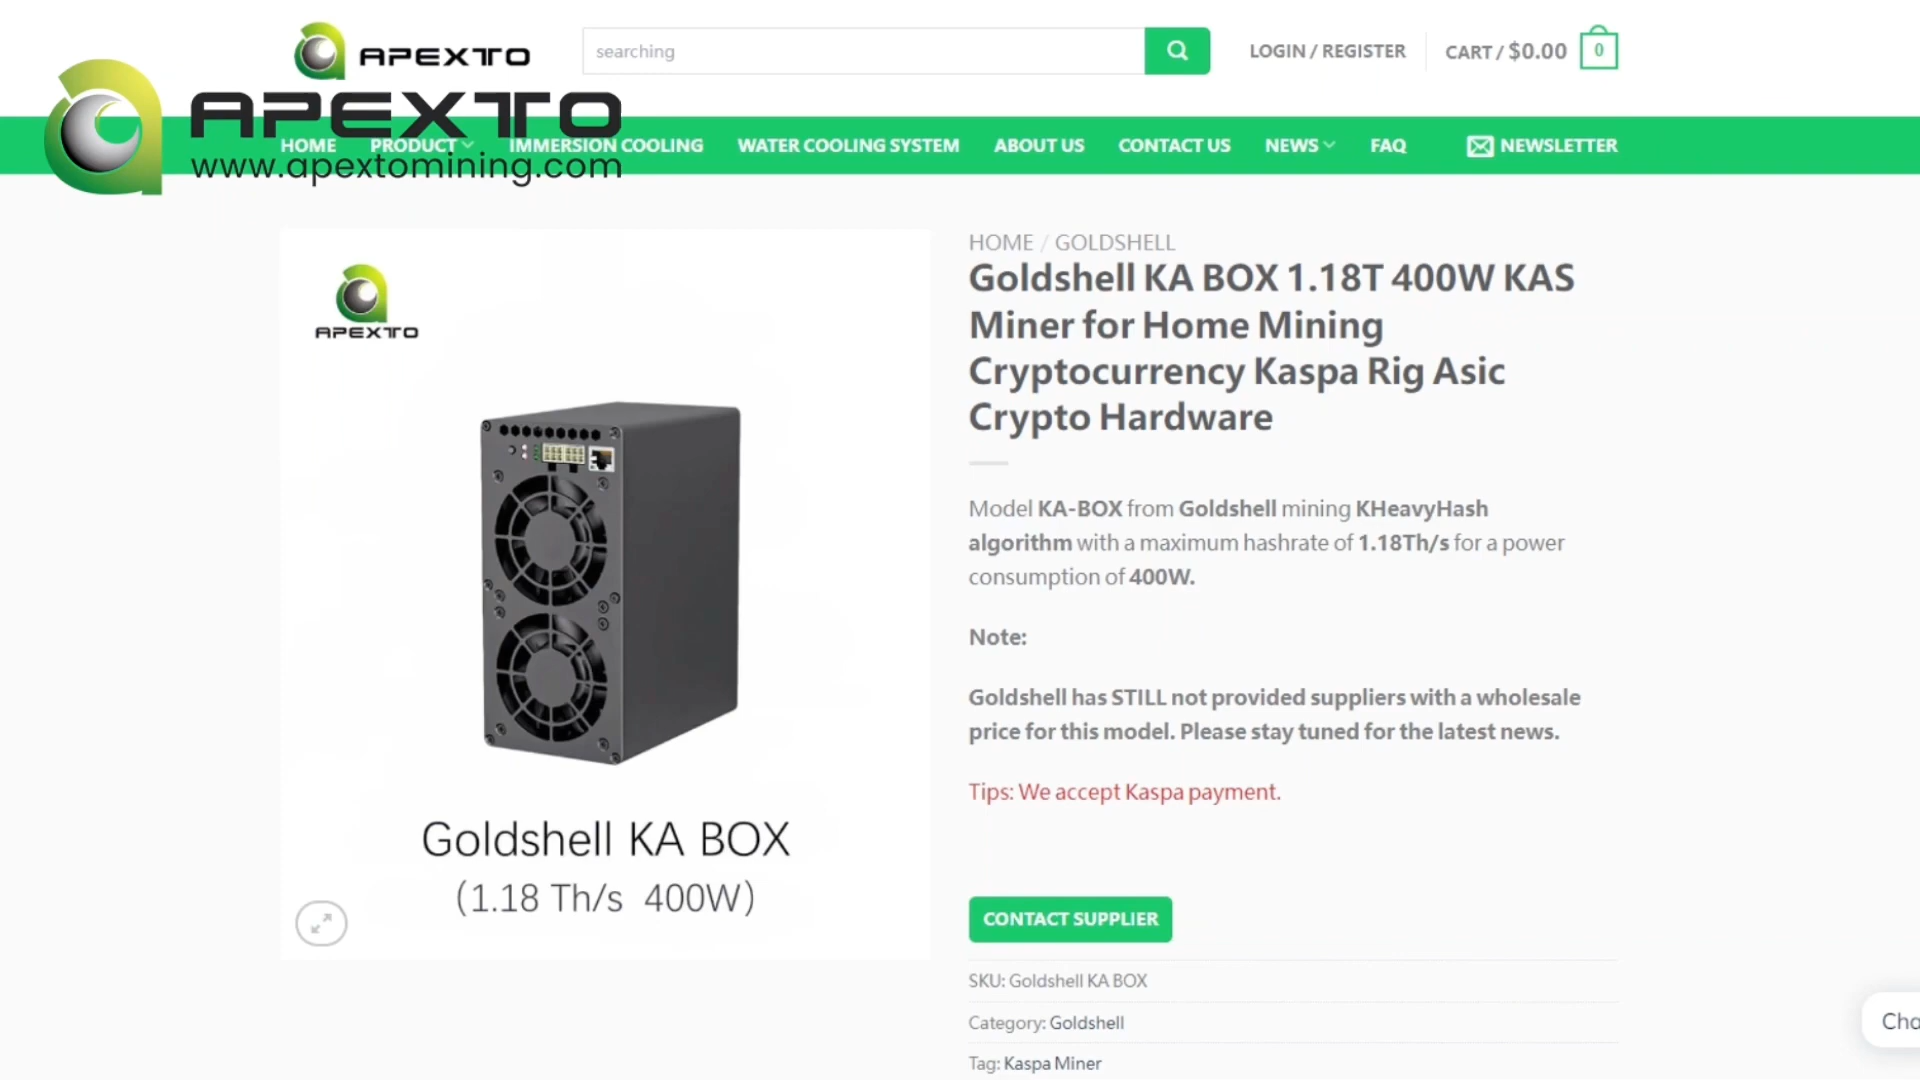 APEXTO
searching
LOGIN / REGISTER
CART / $0.00
0
APEXTO
www.apextomining.com
HOME PRODUCT IMMERSION COOLING WATER COOLING SYSTEM ABOUT US CONTACT US NEWS FAQ NEWSLETTER
APEXTO
Goldshell KA BOX
(1.18 Th/s 400W)
HOME / GOLDSHELL
Goldshell KA BOX 1.18T 400W KAS
Miner for Home Mining
Cryptocurrency Kaspa Rig Asic
Crypto Hardware
Model KA-BOX from Goldshell mining KHeavyHash
algorithm with a maximum hashrate of 1.18Th/s for a power
consumption of 400W.
Note:
Goldshell has STILL not provided suppliers with a wholesale
price for this model. Please stay tuned for the latest news.
Tips: We accept Kaspa payment.
CONTACT SUPPLIER
SKU: Goldshell KA BOX
Category: Goldshell
Tag: Kaspa Miner